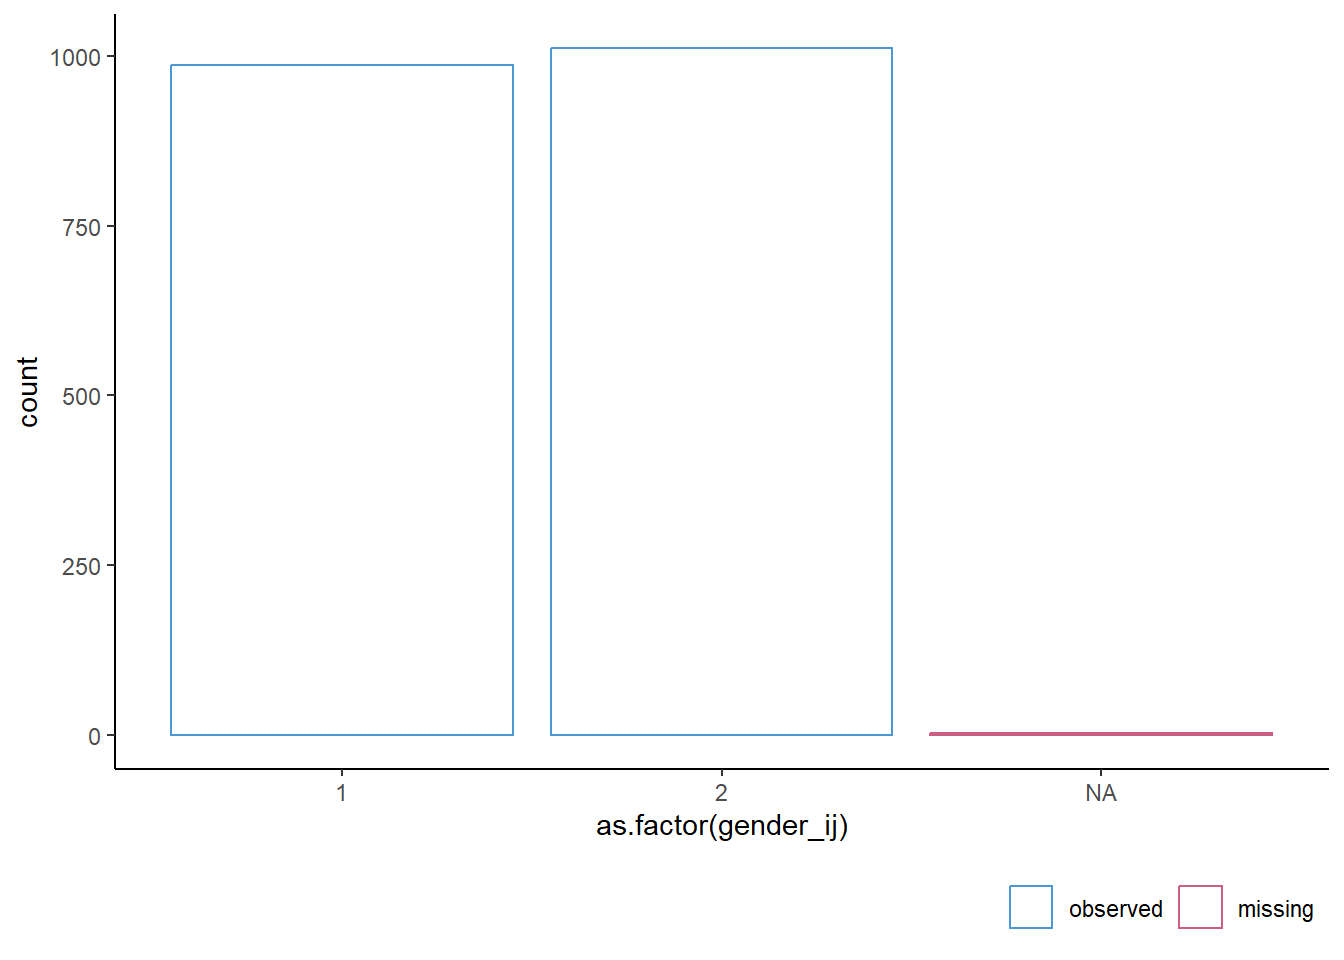 1000
750
500
250
0
count
1 2 NA
as.factor(gender_ij)
observed missing